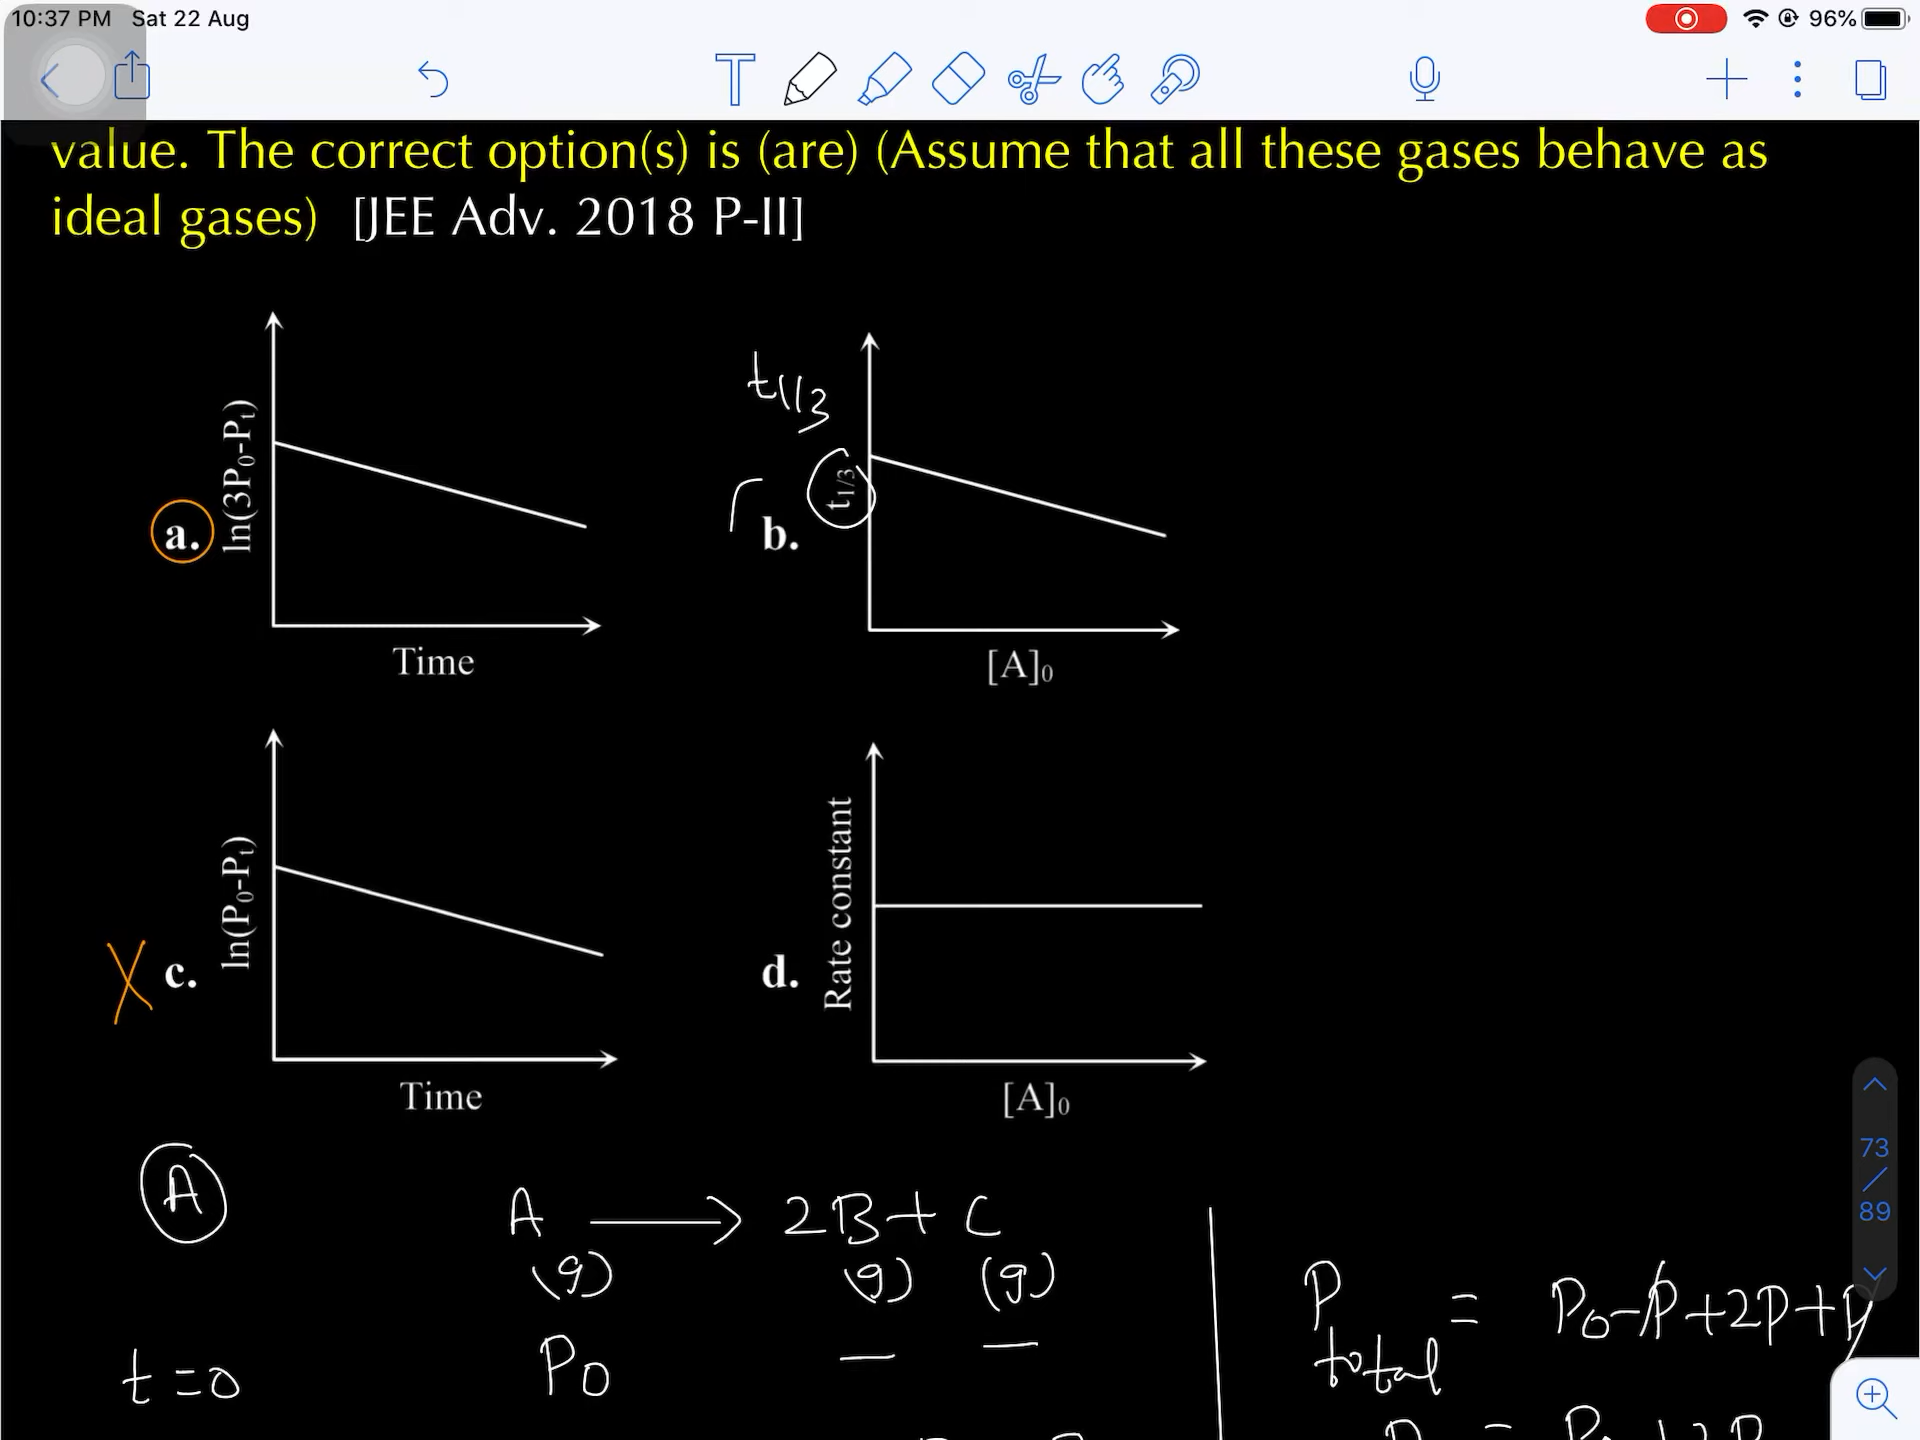 10:37 PM Sat 22 Aug
96%
value. The correct option(s) is (are) (Assume that all these gases behave as
ideal gases) [JEE Adv. 2018 P-II]
a.
ln(3P₀-Pₜ)
Time
t1/3
b.
t₁/₃
[A]₀
X c.
ln(P₀-Pₜ)
Time
d.
Rate constant
[A]₀
73
/
89
A
A → 2B + C
(g) (g) (g)
P total = P₀-P+2P+P
t=0 P₀ — —